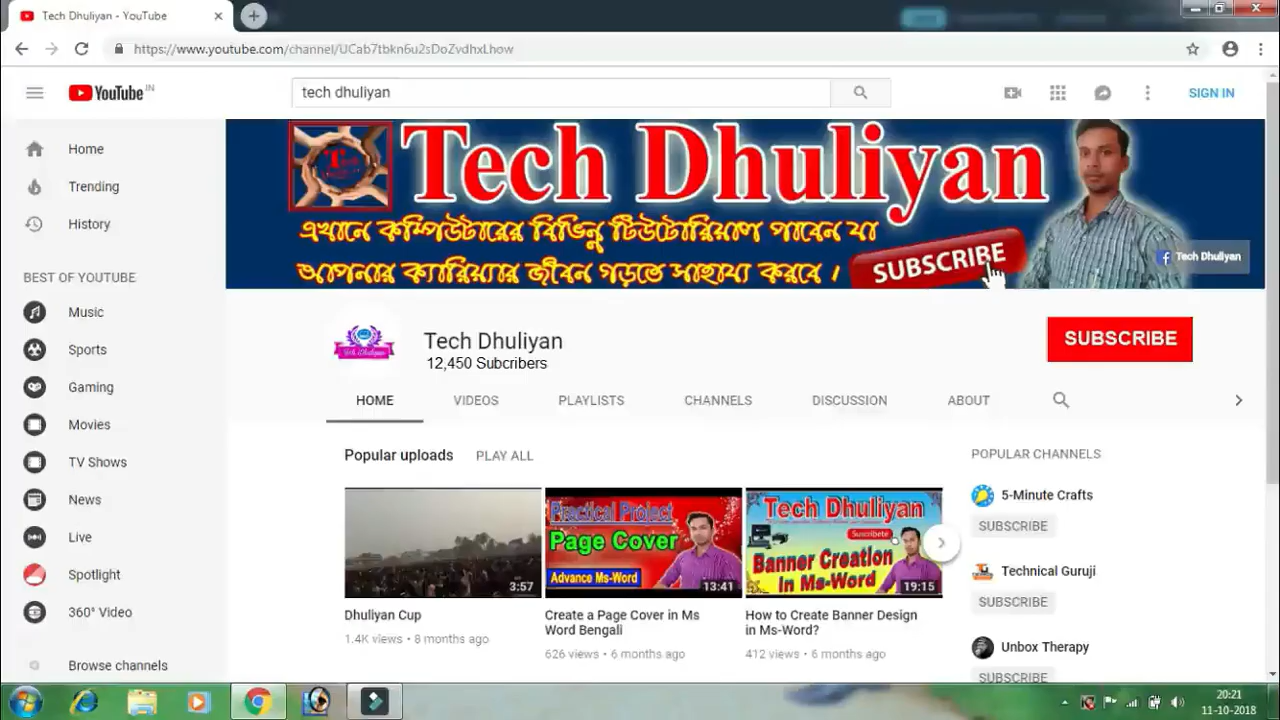 Tech Dhuliyan - YouTube
https://www.youtube.com/channel/UCab7tbkn6u2sDoZvdhxLhow
YouTube IN
tech dhuliyan
SIGN IN
Home
Trending
History
BEST OF YOUTUBE
Music
Sports
Gaming
Movies
TV Shows
News
Live
Spotlight
360° Video
Browse channels
Tech Dhuliyan
এখানে কম্পিউটারের বিভিন্ন টিউটোরিয়াল পাবেন যা
আপনার ক্যারিয়ার জীবন গড়তে সাহায্য করবে ।
SUBSCRIBE
Tech Dhuliyan
Tech Dhuliyan
12,450 Subcribers
SUBSCRIBE
HOME VIDEOS PLAYLISTS CHANNELS DISCUSSION ABOUT
Popular uploads PLAY ALL
3:57
Dhuliyan Cup
1.4K views • 8 months ago
Practical Project
Page Cover
Advance Ms-Word
13:41
Create a Page Cover in Ms
Word Bengali
626 views • 6 months ago
Tech Dhuliyan
Banner Creation
in Ms-Word
19:15
How to Create Banner Design
in Ms-Word?
412 views • 6 months ago
POPULAR CHANNELS
5-Minute Crafts
SUBSCRIBE
Technical Guruji
SUBSCRIBE
Unbox Therapy
SUBSCRIBE
20:21
11-10-2018